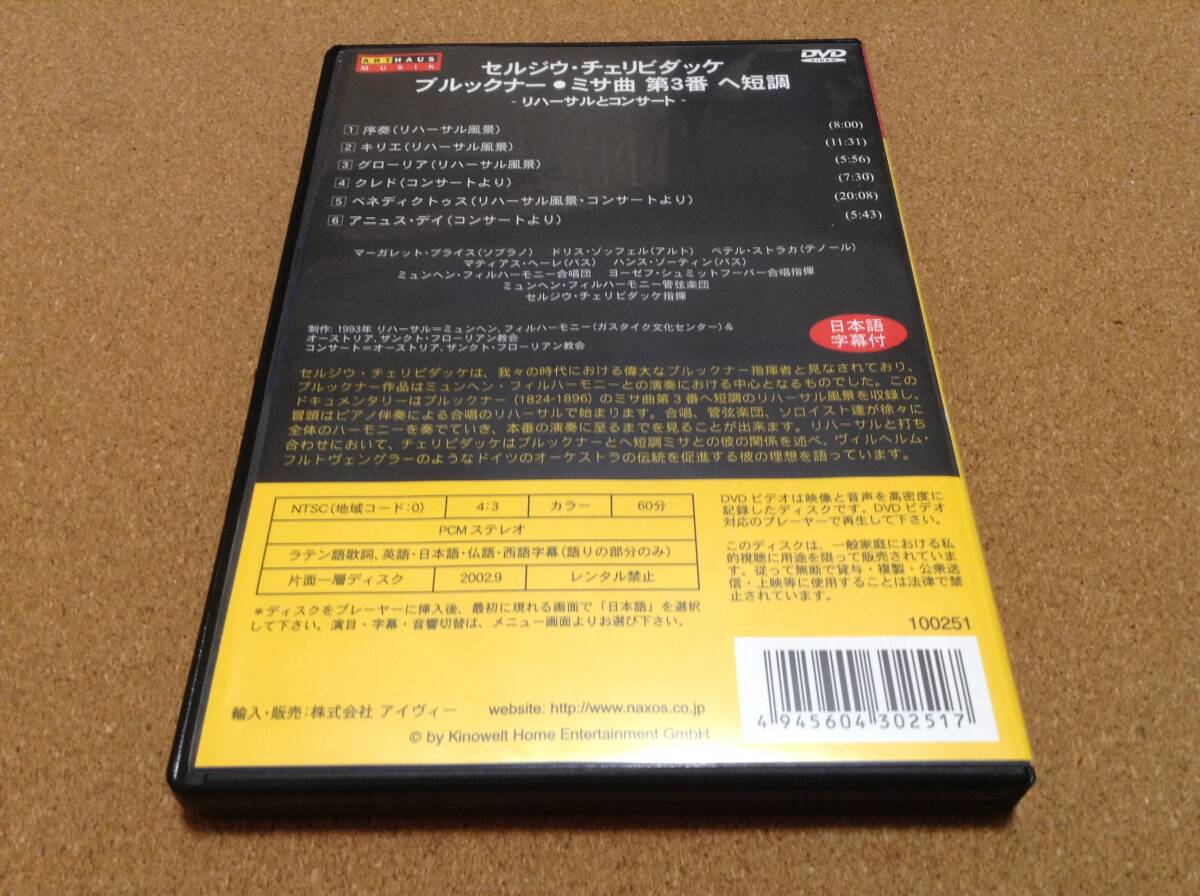 ARTHAUS
MUSIK
DVD
VIDEO
セルジウ・チェリビダッケ
ブルックナー●ミサ曲 第3番 ヘ短調
- リハーサルとコンサート -
1 序奏(リハーサル風景) (8:00)
2 キリエ(リハーサル風景) (11:31)
3 グローリア(リハーサル風景) (5:56)
4 クレド(コンサートより) (7:30)
5 ベネディクトゥス(リハーサル風景・コンサートより) (20:08)
6 アニュス・デイ(コンサートより) (5:43)
マーガレット・プライス(ソプラノ) ドリス・ゾッフェル(アルト) ペテル・ストラカ(テノール)
マティアス・ヘーレ(バス) ハンス・ゾーティン(バス)
ミュンヘン・フィルハーモニー合唱団 ヨーゼフ・シュミットフーバー合唱指揮
ミュンヘン・フィルハーモニー管弦楽団
セルジウ・チェリビダッケ指揮
制作: 1993年 リハーサル=ミュンヘン、フィルハーモニー(ガスタイク文化センター)&
オーストリア、ザンクト・フローリアン教会
コンサート=オーストリア、ザンクト・フローリアン教会
日本語
字幕付
セルジウ・チェリビダッケは、我々の時代における偉大なブルックナー指揮者と見なされており、
ブルックナー作品はミュンヘン・フィルハーモニーとの演奏における中心となるものでした。この
ドキュメンタリーはブルックナー(1824-1896)のミサ曲第3番ヘ短調のリハーサル風景を収録し、
冒頭はピアノ伴奏による合唱のリハーサルで始まります。合唱、管弦楽団、ソロイスト達が徐々に
全体のハーモニーを奏でていき、本番の演奏に至るまでを見ることが出来ます。リハーサルと打ち
合わせにおいて、チェリビダッケはブルックナーとヘ短調ミサとの彼の関係を述べ、ヴィルヘルム・
フルトヴェングラーのようなドイツのオーケストラの伝統を促進する彼の理想を語っています。
NTSC(地域コード:0) 4:3 カラー 60分
PCMステレオ
ラテン語歌詞、英語・日本語・仏語・西語字幕(語りの部分のみ)
片面一層ディスク 2002.9 レンタル禁止
*ディスクをプレーヤーに挿入後、最初に現れる画面で「日本語」を選択
して下さい。演目・字幕・音響切替は、メニュー画面よりお選び下さい。
DVDビデオは映像と音声を高密度に
記録したディスクです。DVDビデオ
対応のプレーヤーで再生して下さい。
このディスクは、一般家庭における私
的視聴に用途を限って販売されていま
す。従って無断で貸与・複製・公衆送
信・上映等に使用することは法律で禁
止されています。
100251
4 945604 302517
輸入・販売:株式会社 アイヴィー website: http://www.naxos.co.jp
© by Kinowelt Home Entertainment GmbH